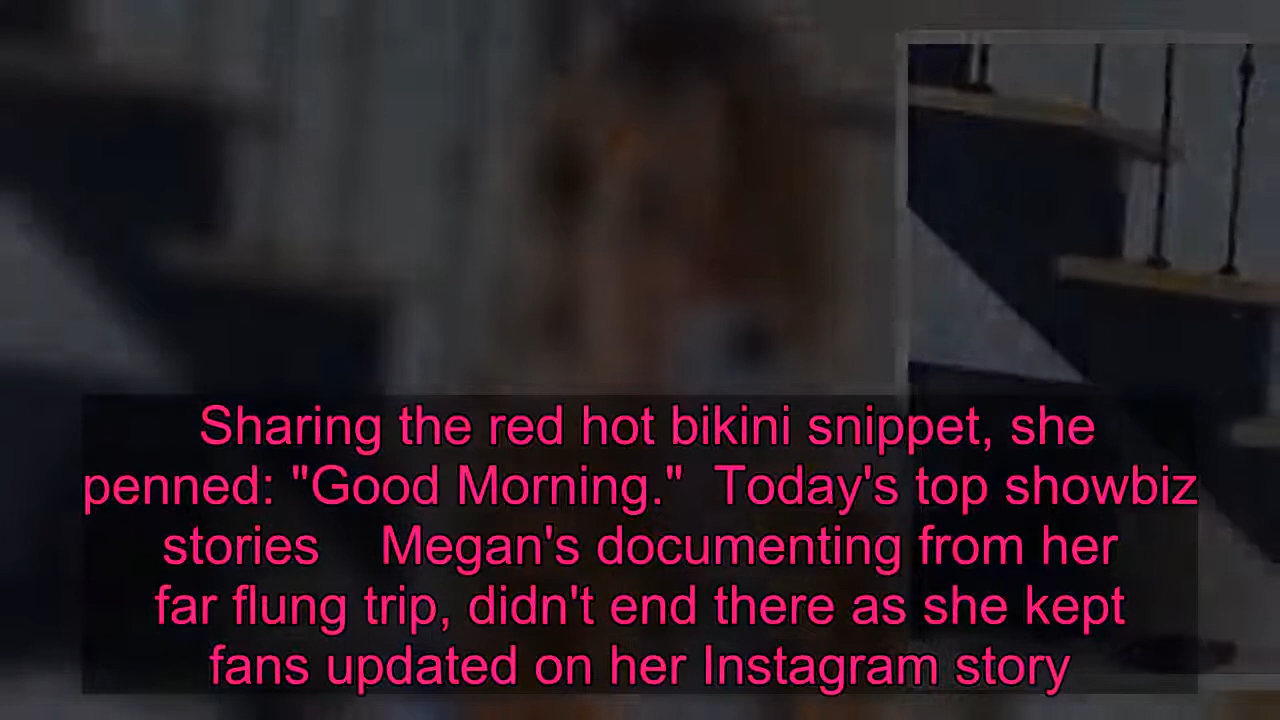 Sharing the red hot bikini snippet, she
penned: "Good Morning."  Today's top showbiz
stories    Megan's documenting from her
far flung trip, didn't end there as she kept
fans updated on her Instagram story